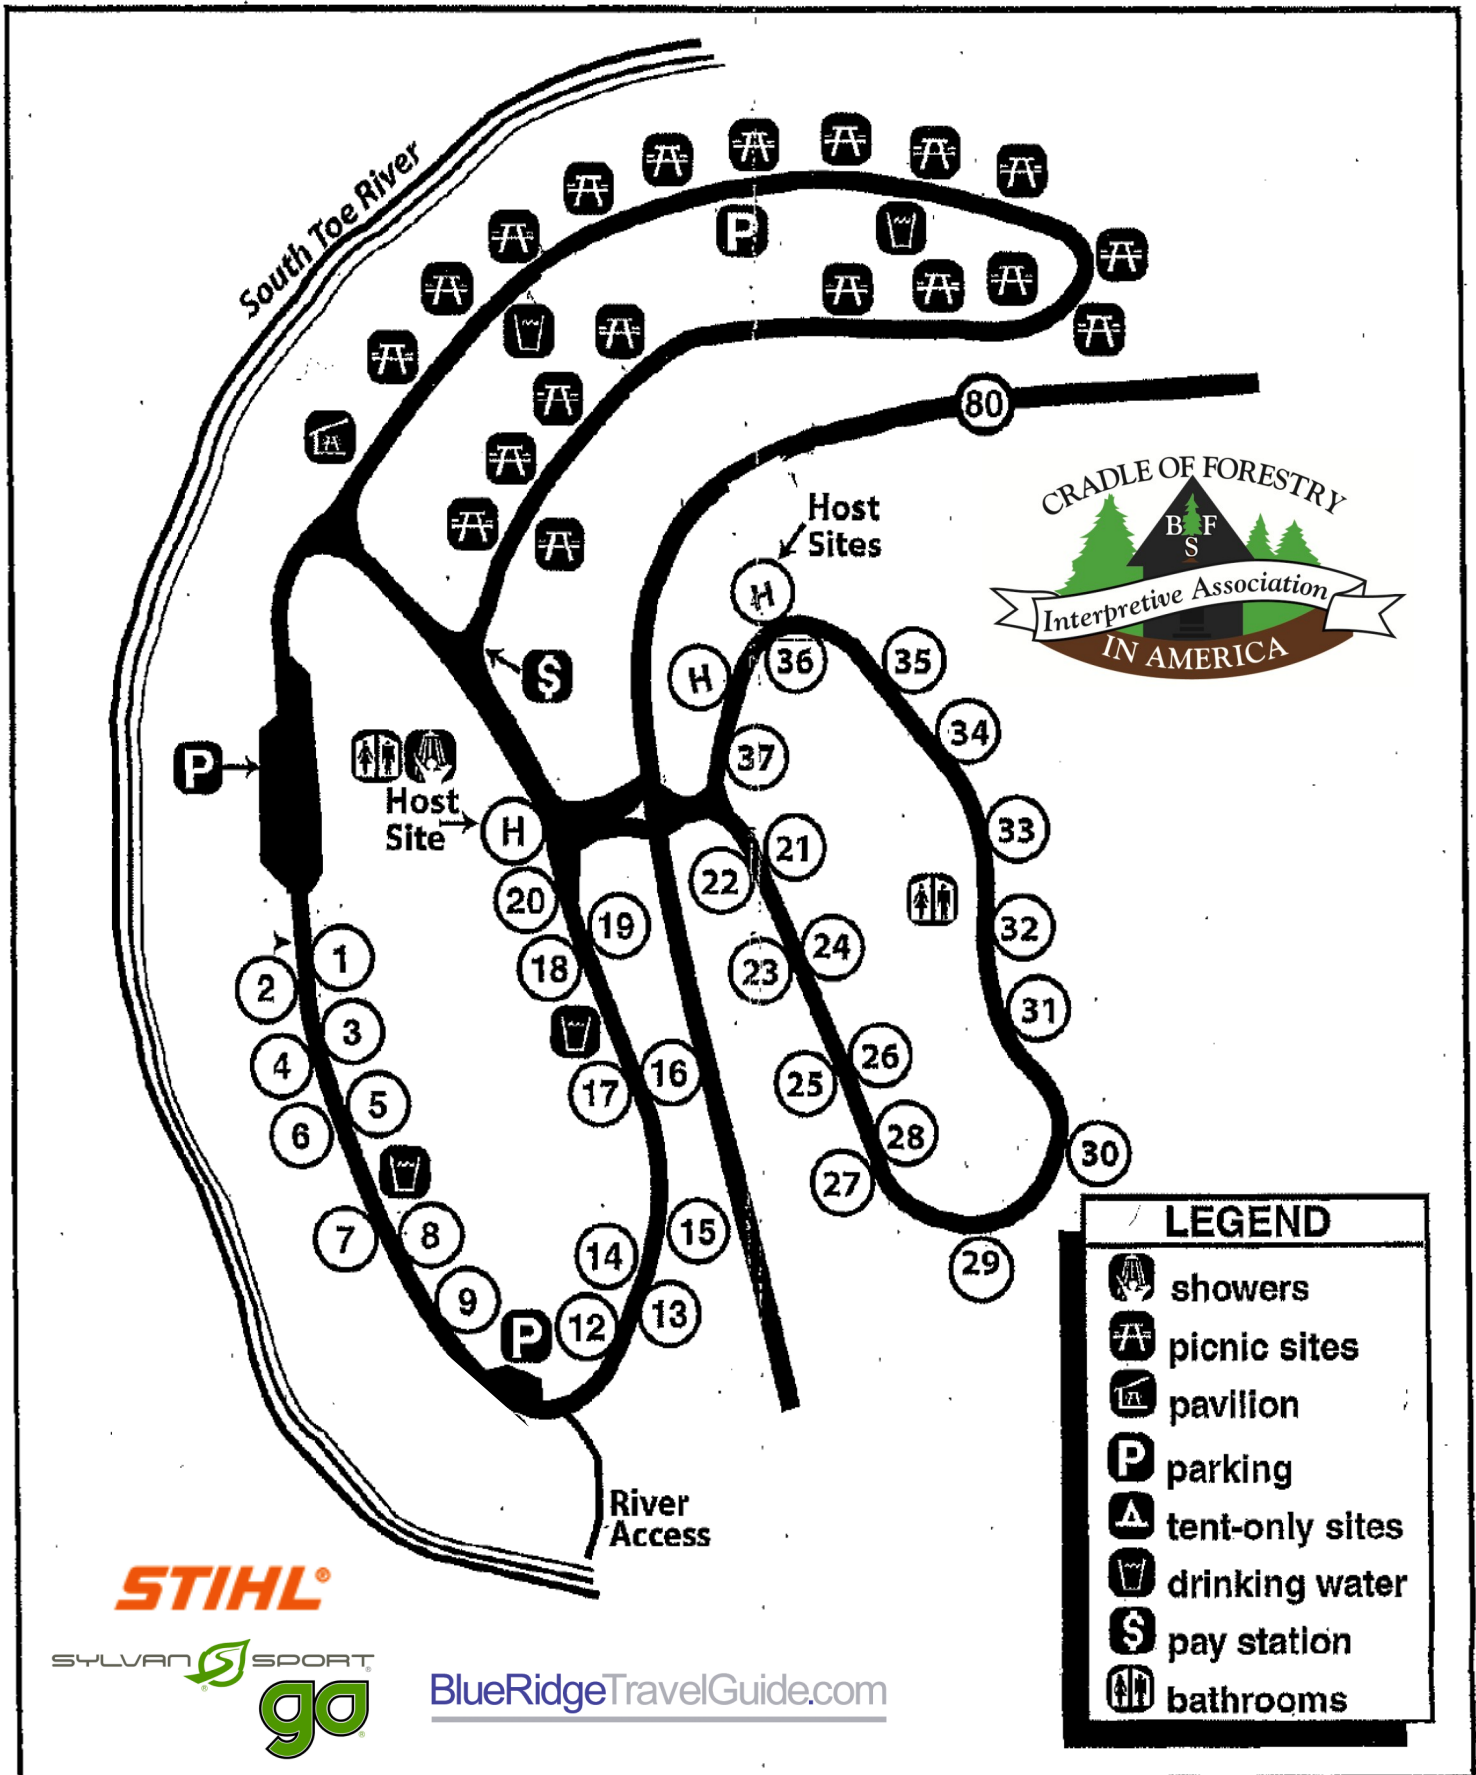 South Toe River
P
80
Host
Sites
CRADLE OF FORESTRY
B F
S
Interpretive Association
IN AMERICA
H
36
35
H
$
34
37
P
Host
Site
H
33
21
22
20
19
32
24
1
18
23
2
31
3
26
4
16
25
17
5
28
6
30
27
15
8
7
14
29
9
13
12
P
River
Access
LEGEND
showers
picnic sites
pavilion
P parking
tent-only sites
drinking water
$ pay station
bathrooms
STIHL®
SYLVAN S SPORT®
go
BlueRidgeTravelGuide.com